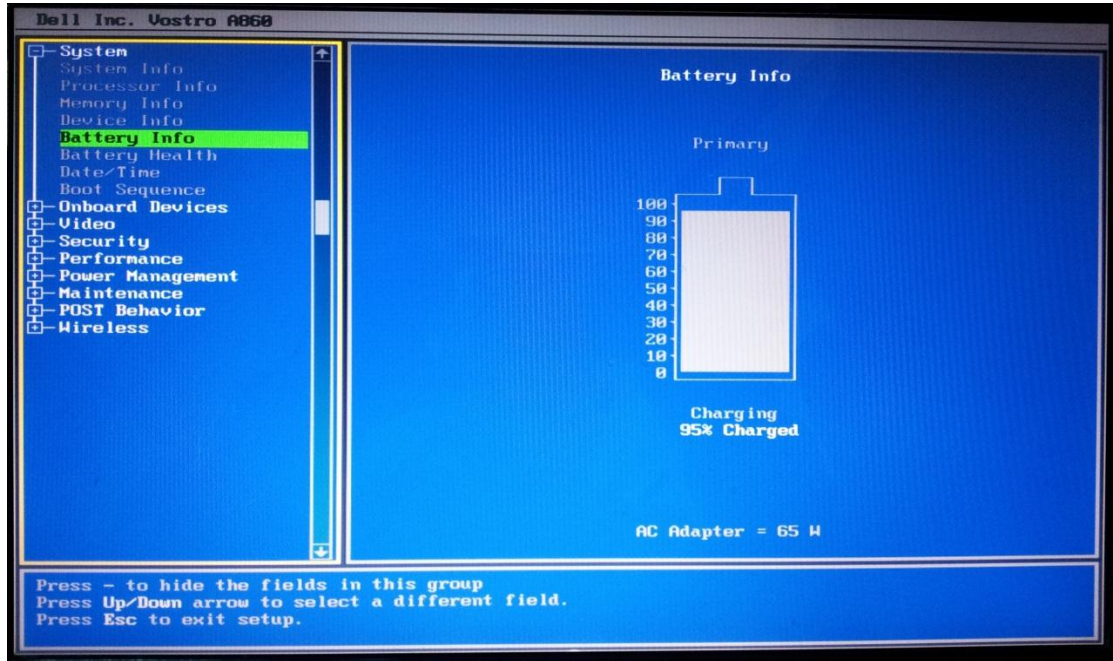 Dell Inc. Vostro A860
System
System Info
Processor Info
Memory Info
Device Info
Battery Info
Battery Health
Date/Time
Boot Sequence
Onboard Devices
Video
Security
Performance
Power Management
Maintenance
POST Behavior
Wireless
Battery Info
Primary
100
90
80
70
60
50
40
30
20
10
0
Charging
95% Charged
AC Adapter = 65 W
Press - to hide the fields in this group
Press Up/Down arrow to select a different field.
Press Esc to exit setup.